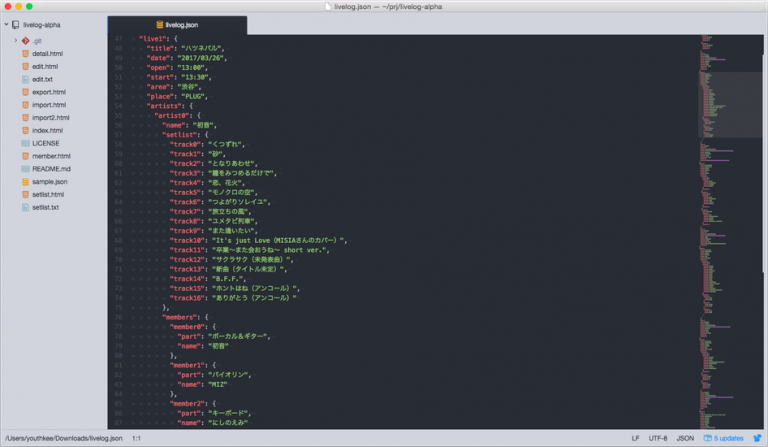 livelog.json — ~/prj/livelog-alpha
livelog-alpha
.git
detail.html
edit.html
edit.txt
export.html
import.html
import2.html
index.html
LICENSE
member.html
README.md
sample.json
setlist.html
setlist.txt
livelog.json
47 "live1": {
48 "title": "ハツネバル",
49 "date": "2017/03/26",
50 "open": "13:00",
51 "start": "13:30",
52 "area": "渋谷",
53 "place": "PLUG",
54 "artists": {
55 "artist0": {
56 "name": "初音",
57 "setlist": {
58 "track0": "くつずれ",
59 "track1": "砂",
60 "track2": "となりあわせ",
61 "track3": "瞳をみつめるだけで",
62 "track4": "恋、花火",
63 "track5": "モノクロの空",
64 "track6": "つよがりソレイユ",
65 "track7": "旅立ちの風",
66 "track8": "ユメタビ列車",
67 "track9": "また逢いたい",
68 "track10": "It's just Love（MISIAさんのカバー）",
69 "track11": "卒業〜また会おうね〜 short ver.",
70 "track12": "サクラサク（未発表曲）",
71 "track13": "新曲（タイトル未定）",
72 "track14": "B.F.F.",
73 "track15": "ホントはね（アンコール）",
74 "track16": "ありがとう（アンコール）"
75 },
76 "members": {
77 "member0": {
78 "part": "ボーカル＆ギター",
79 "name": "初音"
80 },
81 "member1": {
82 "part": "バイオリン",
83 "name": "MIZ"
84 },
85 "member2": {
86 "part": "キーボード",
87 "name": "にしのえみ"
/Users/youthkee/Downloads/livelog.json 1:1
LF UTF-8 JSON 5 updates